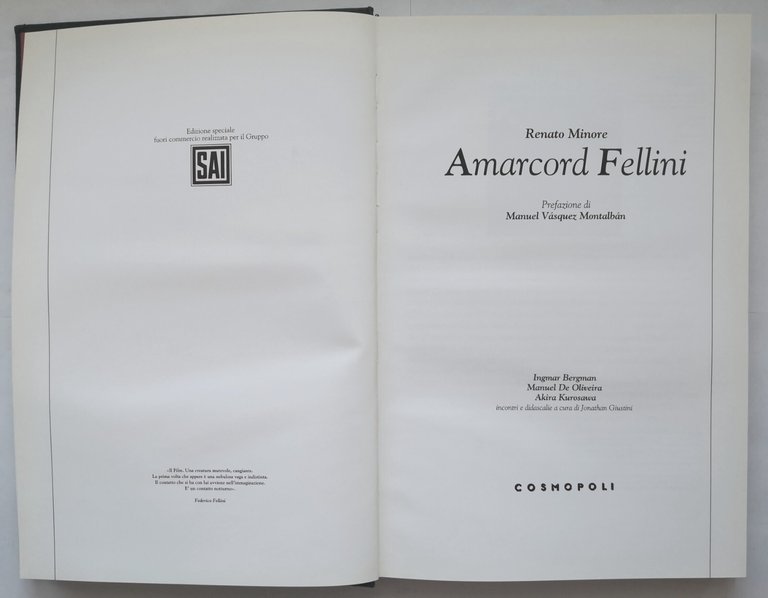 Edizione speciale
fuori commercio realizzata per il Gruppo
SAI
«Il Film. Una creatura mutevole, cangiante.
La prima volta che appare è una nebulosa vaga e indistinta.
Il contatto che si ha con lui avviene nell'immaginazione.
E' un contatto notturno».
Federico Fellini
Renato Minore
Amarcord Fellini
Prefazione di
Manuel Vásquez Montalbán
Ingmar Bergman
Manuel De Oliveira
Akira Kurosawa
incontri e didascalie a cura di Jonathan Giustini
COSMOPOLI